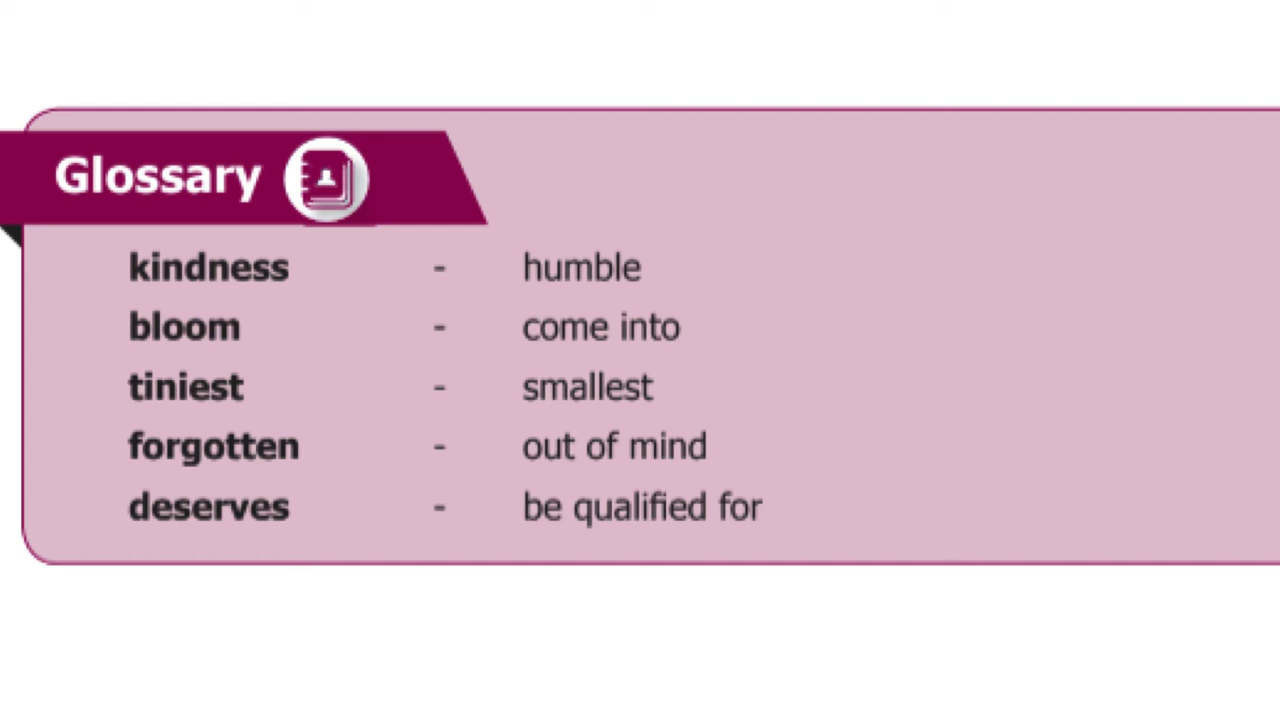 Glossary
kindness - humble
bloom - come into
tiniest - smallest
forgotten - out of mind
deserves - be qualified for